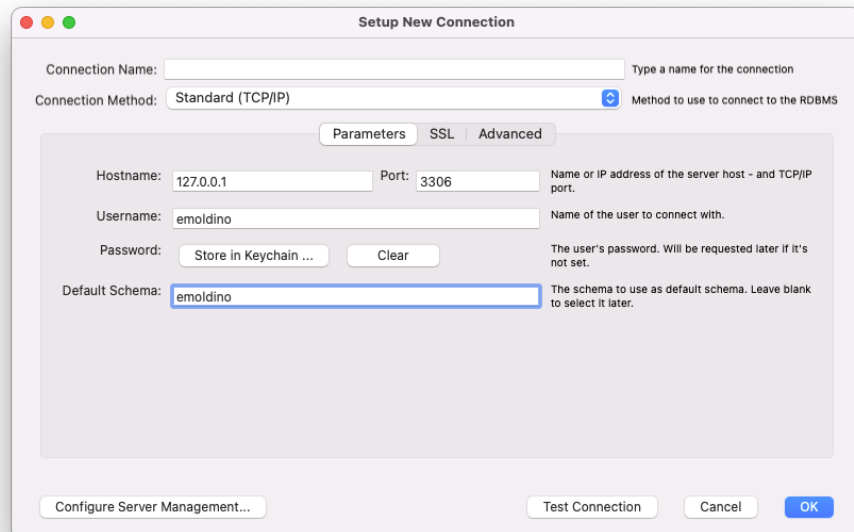 Setup New Connection
Connection Name: Type a name for the connection
Connection Method: Standard (TCP/IP) Method to use to connect to the RDBMS
Parameters SSL Advanced
Hostname: 127.0.0.1 Port: 3306 Name or IP address of the server host - and TCP/IP
port.
Username: emoldino Name of the user to connect with.
Password: Store in Keychain ... Clear The user's password. Will be requested later if it's
not set.
Default Schema: emoldino The schema to use as default schema. Leave blank
to select it later.
Configure Server Management... Test Connection Cancel OK